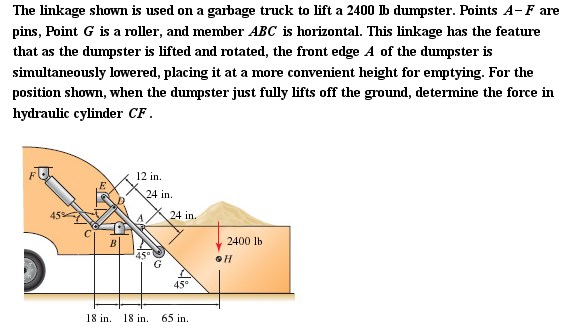 The linkage shown is used on a garbage truck to lift a 2400 lb dumpster. Points A–F are
pins, Point G is a roller, and member ABC is horizontal. This linkage has the feature
that as the dumpster is lifted and rotated, the front edge A of the dumpster is
simultaneously lowered, placing it at a more convenient height for emptying. For the
position shown, when the dumpster just fully lifts off the ground, determine the force in
hydraulic cylinder CF.
F
12 in.
E
24 in.
D
45°
A
24 in.
C
B
2400 lb
45°
H
G
45°
18 in. 18 in. 65 in.